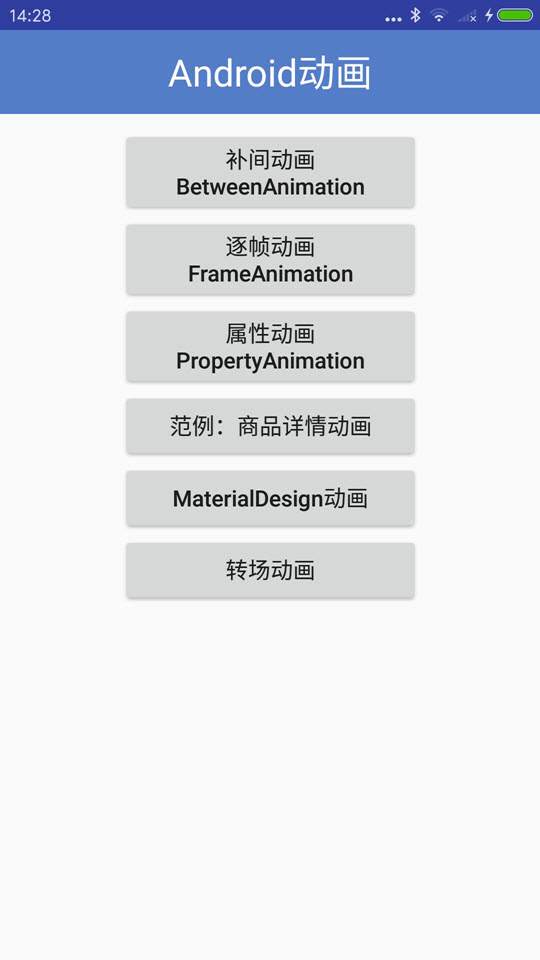 14:28
Android动画
补间动画
BetweenAnimation
逐帧动画
FrameAnimation
属性动画
PropertyAnimation
范例：商品详情动画
MaterialDesign动画
转场动画